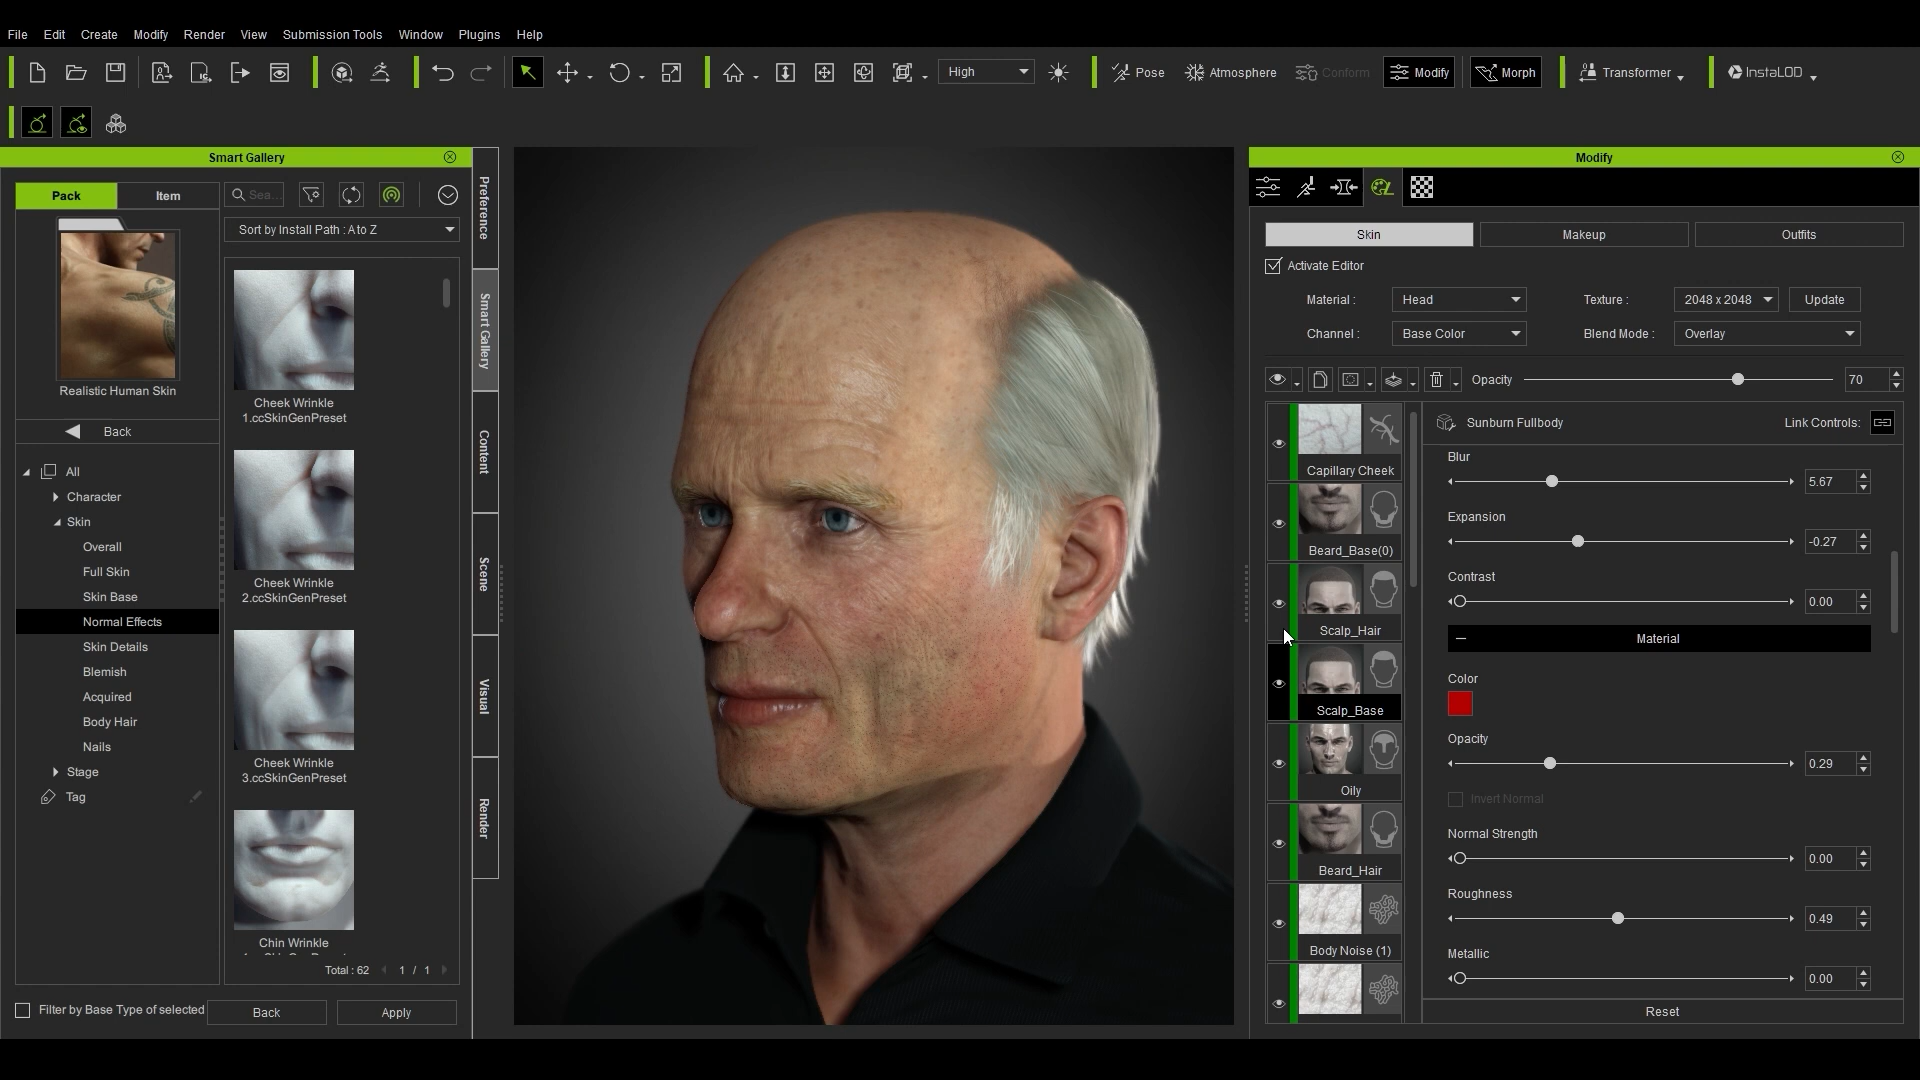 File Edit Create Modify Render View Submission Tools Window Plugins Help
High
Pose
Atmosphere
Conform
Modify
Morph
Transformer
InstaLOD
Smart Gallery
Pack
Item
Realistic Human Skin
Back
All
Character
Skin
Overall
Full Skin
Skin Base
Normal Effects
Skin Details
Blemish
Acquired
Body Hair
Nails
Stage
Tag
Sea...
Sort by Install Path : A to Z
Cheek Wrinkle
1.ccSkinGenPreset
Cheek Wrinkle
2.ccSkinGenPreset
Cheek Wrinkle
3.ccSkinGenPreset
Chin Wrinkle
Total : 62 1 / 1
Filter by Base Type of selected
Back
Apply
Preference
Smart Gallery
Content
Scene
Visual
Render
Modify
Skin
Makeup
Outfits
Activate Editor
Material : Head
Texture : 2048 x 2048
Update
Channel : Base Color
Blend Mode : Overlay
Opacity 70
Capillary Cheek
Beard_Base(0)
Scalp_Hair
Scalp_Base
Oily
Beard_Hair
Body Noise (1)
Sunburn Fullbody
Link Controls:
Blur
5.67
Expansion
-0.27
Contrast
0.00
Material
Color
Opacity
0.29
Invert Normal
Normal Strength
0.00
Roughness
0.49
Metallic
0.00
Reset